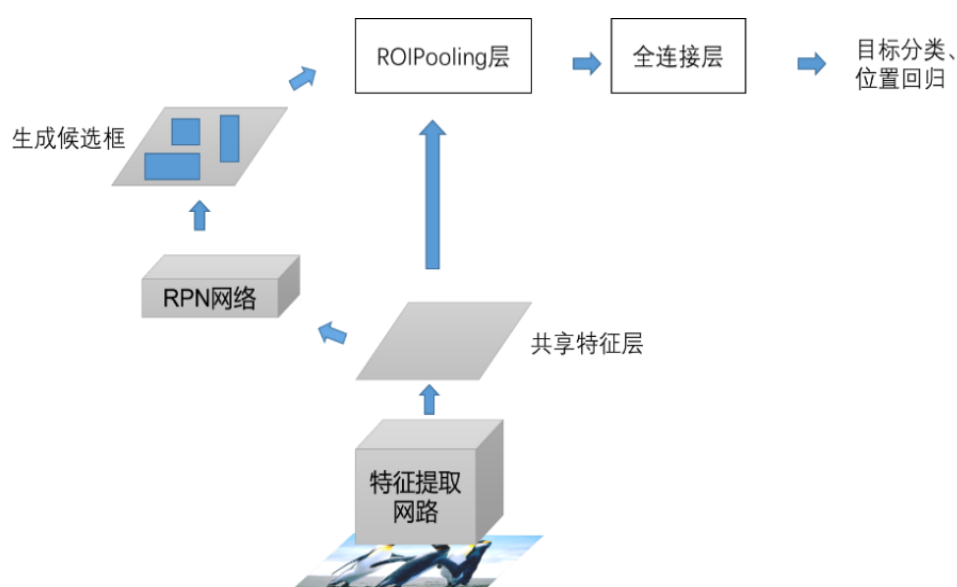 ROIPooling层
全连接层
目标分类、
位置回归
生成候选框
RPN网络
共享特征层
特征提取
网路